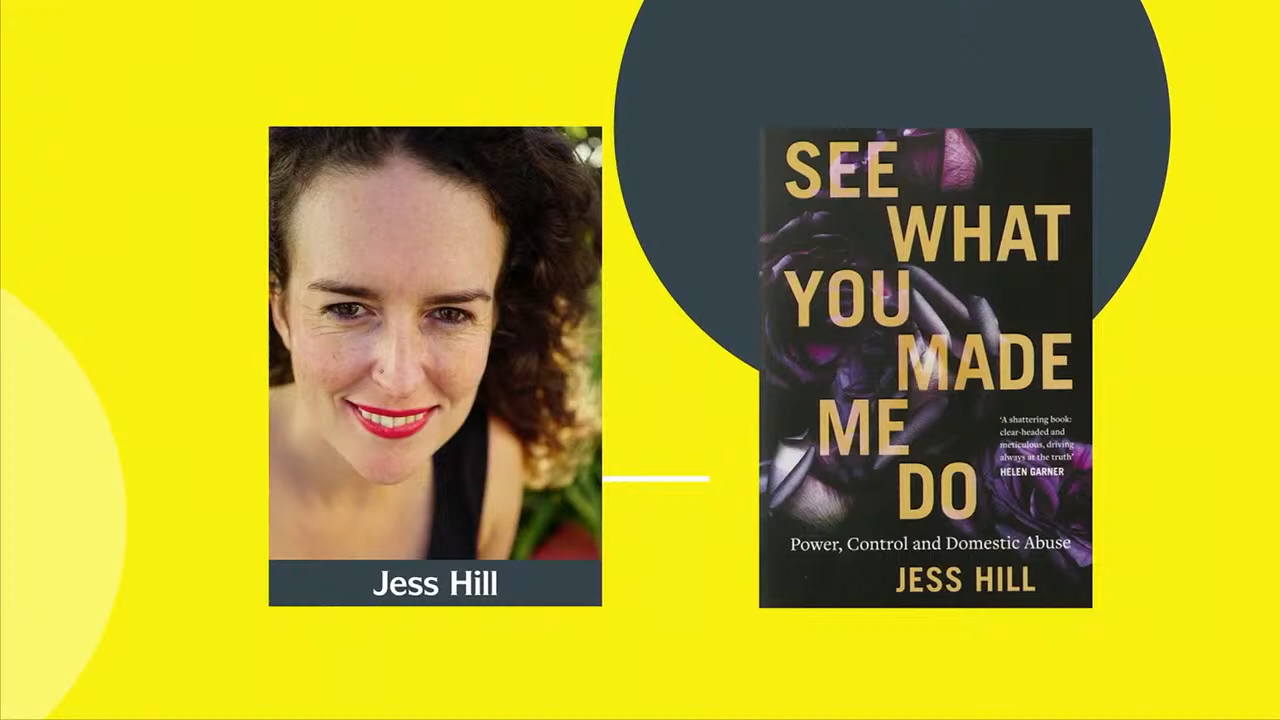 Jess Hill
SEE
WHAT
YOU
MADE
ME
DO
'A shattering book:
clear-headed and
meticulous, driving
always at the truth'
HELEN GARNER
Power, Control and Domestic Abuse
JESS HILL